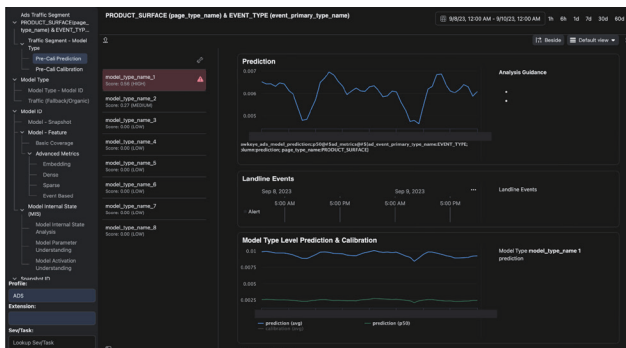 Ads Traffic Segment
PRODUCT_SURFACE(page_
type_name) & EVENT_TYP...
Traffic Segment - Model
Type
Pre-Call Prediction
Pre-Call Calibration
Model Type
Model Type - Model ID
Traffic (Fallback/Organic)
Model ID
Model - Snapshot
Model - Feature
Basic Coverage
Advanced Metrics
Embedding
Dense
Sparse
Event Based
Model Internal State
(MIS)
Model Internal State
Analysis
Model Parameter
Understanding
Model Activation
Understanding
Snapshot ID
Profile:
ADS
Extension:
Sev/Task:
Lookup Sev/Task
PRODUCT_SURFACE (page_type_name) & EVENT_TYPE (event_primary_type_name)
9/8/23, 12:00 AM - 9/10/23, 12:00 AM
1h 6h 1d 7d 30d 60d
Beside
Default view
model_type_name_1
Score: 0.56 (HIGH)
model_type_name_2
Score: 0.27 (MEDIUM)
model_type_name_3
Score: 0.00 (LOW)
model_type_name_4
Score: 0.00 (LOW)
model_type_name_5
Score: 0.00 (LOW)
model_type_name_6
Score: 0.00 (LOW)
model_type_name_7
Score: 0.00 (LOW)
model_type_name_8
Score: 0.00 (LOW)
Prediction
0.007
0.006
0.005
Analysis Guidance
Landline Events
Sep 8, 2023
Sep 9, 2023
...
5:00 AM
5:00 PM
5:00 AM
5:00 PM
Alert
Landline Events
Model Type Level Prediction & Calibration
0.01
0.0075
0.005
0.0025
prediction (avg)
prediction (p50)
calibration (avg)
Model Type model_type_name 1
prediction